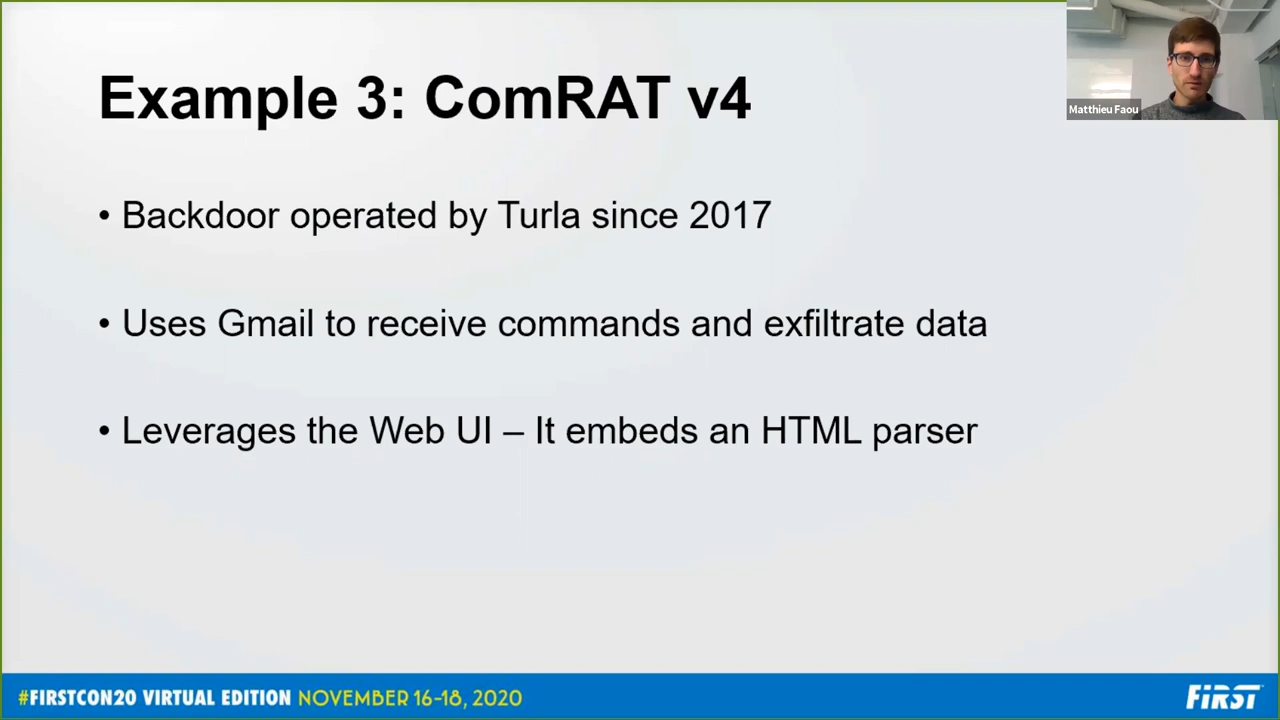 Example 3: ComRAT v4
Matthieu Faou
• Backdoor operated by Turla since 2017
• Uses Gmail to receive commands and exfiltrate data
• Leverages the Web UI – It embeds an HTML parser
#FIRSTCON20 VIRTUAL EDITION NOVEMBER 16-18, 2020
FiRST